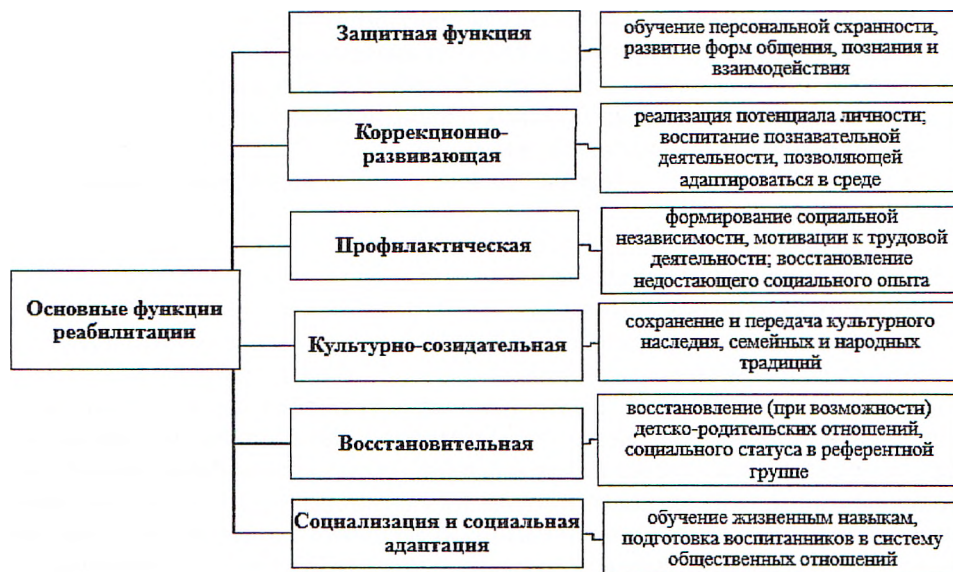 Основные функции
реабилитации
Защитная функция
обучение персональной схранности,
развитие форм общения, познания и
взаимодействия
Коррекционно-
развивающая
реализация потенциала личности;
воспитание познавательной
деятельности, позволяющей
адаптироваться в среде
Профилактическая
формирование социальной
независимости, мотивации к трудовой
деятельности; восстановление
недостающего социального опыта
Культурно-созидательная
сохранение и передача культурного
наследия, семейных и народных
традиций
Восстановительная
восстановление (при возможности)
детско-родительских отношений,
социального статуса в референтной
группе
Социализация и социальная
адаптация
обучение жизненным навыкам,
подготовка воспитанников в систему
общественных отношений